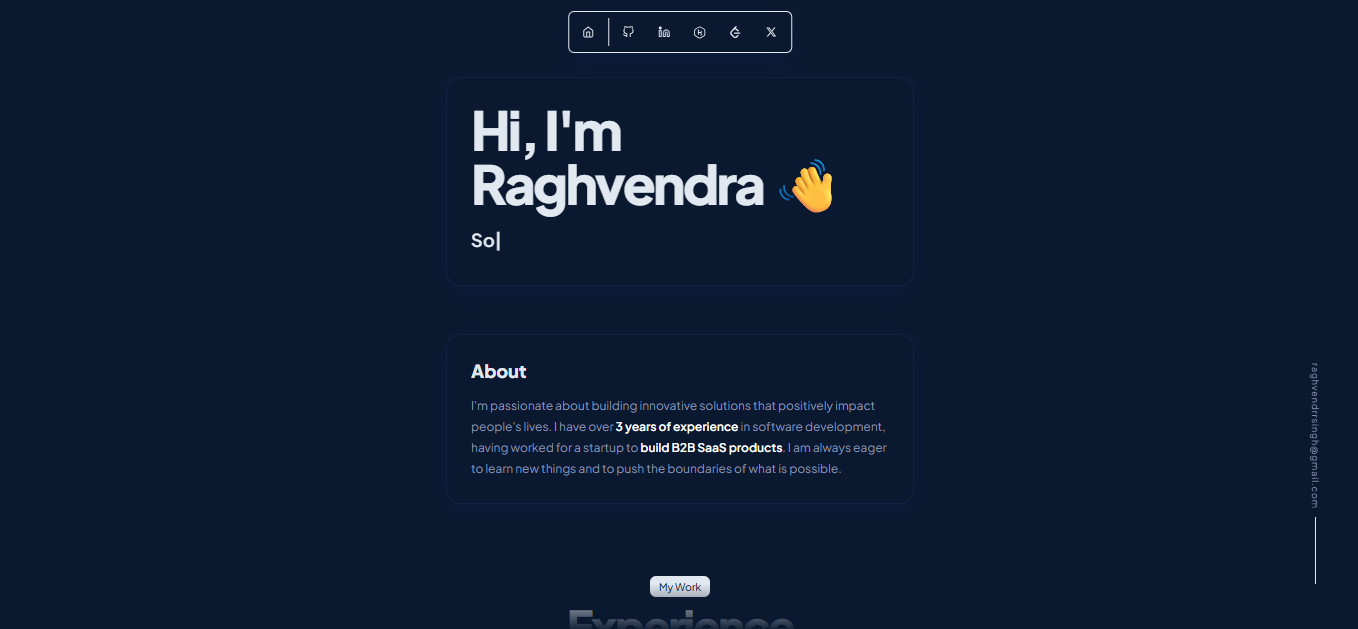 Hi, I'm
Raghvendra
So|
About
I'm passionate about building innovative solutions that positively impact
people's lives. I have over 3 years of experience in software development,
having worked for a startup to build B2B SaaS products. I am always eager
to learn new things and to push the boundaries of what is possible.
raghvendrrsingh@gmail.com
My Work
Experience